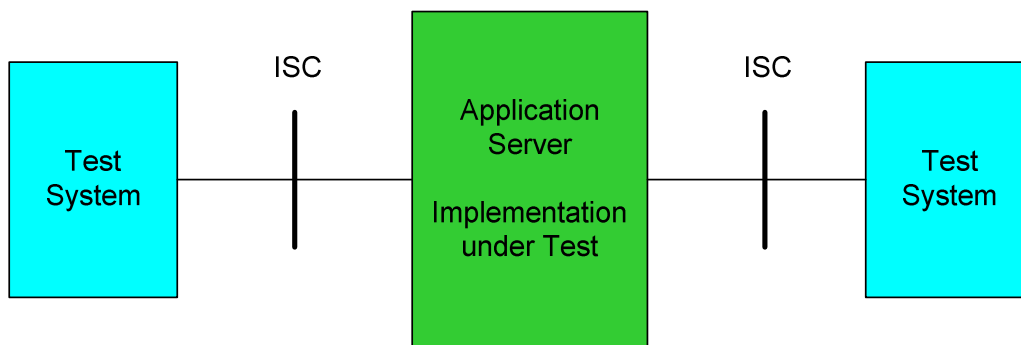 ISC
ISC
Test
System
Application
Server
Implementation
under Test
Test
System